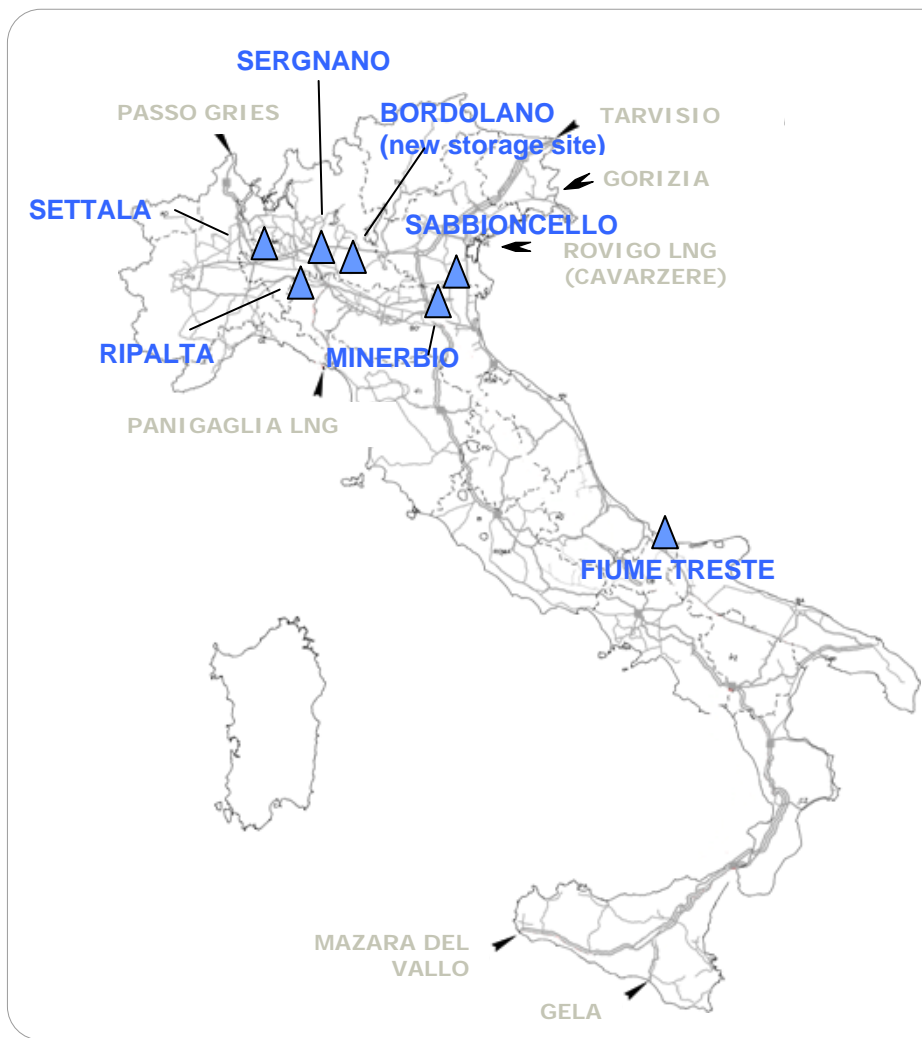 SERGNANO
PASSO GRIES
BORDOLANO
(new storage site)
TARVISIO
GORIZIA
SETTALA
SABBIONCELLO
ROVIGO LNG
(CAVARZERE)
RIPALTA
MINERBIO
PANIGAGLIA LNG
FIUME TRESTE
MAZARA DEL
VALLO
GELA